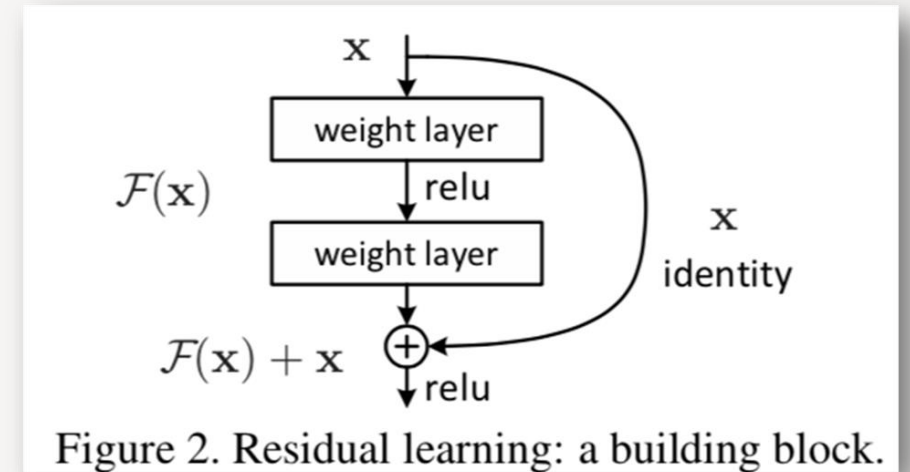 x
weight layer
F(x)
relu
x
weight layer
identity
F(x) + x
+
relu
Figure 2. Residual learning: a building block.